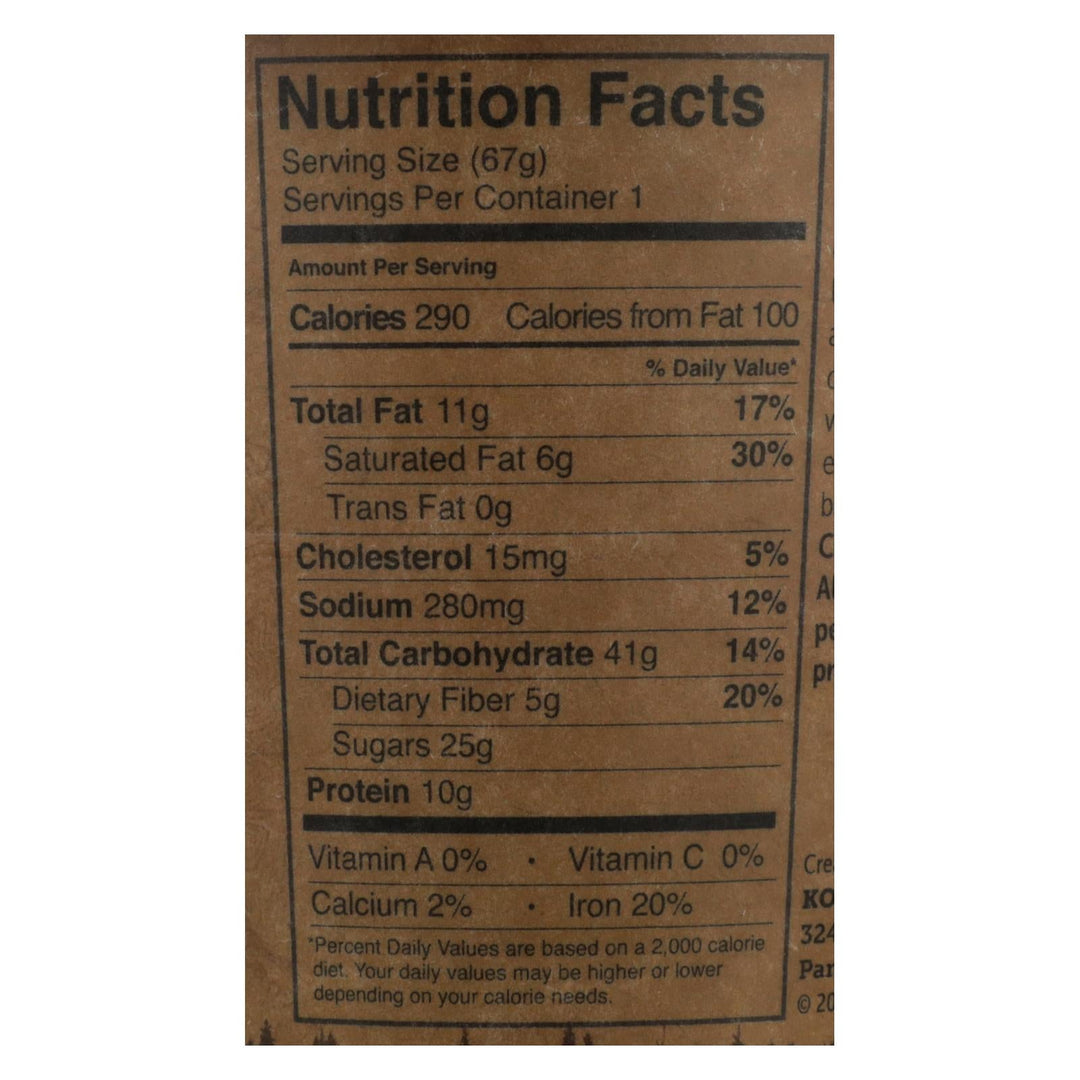 Nutrition Facts
Serving Size (67g)
Servings Per Container 1
Amount Per Serving
Calories 290 Calories from Fat 100
% Daily Value*
Total Fat 11g 17%
Saturated Fat 6g 30%
Trans Fat 0g
Cholesterol 15mg 5%
Sodium 280mg 12%
Total Carbohydrate 41g 14%
Dietary Fiber 5g 20%
Sugars 25g
Protein 10g
Vitamin A 0% • Vitamin C 0%
Calcium 2% • Iron 20%
*Percent Daily Values are based on a 2,000 calorie
diet. Your daily values may be higher or lower
depending on your calorie needs.
KO
324
© 20